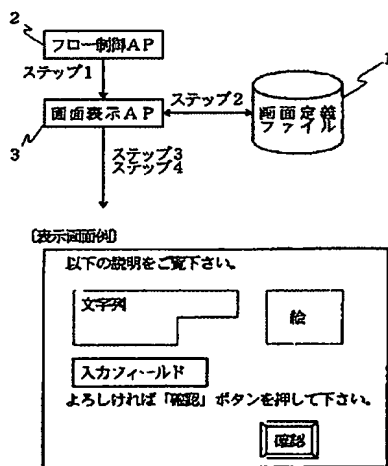 2
フロー制御AP
ステップ1
1
画面表示AP
ステップ2
画面定義
ファイル
3
ステップ3
ステップ4
〔表示画面例〕
以下の説明をご覧下さい。
文字列
絵
入力フィールド
よろしければ「確認」ボタンを押して下さい。
確認